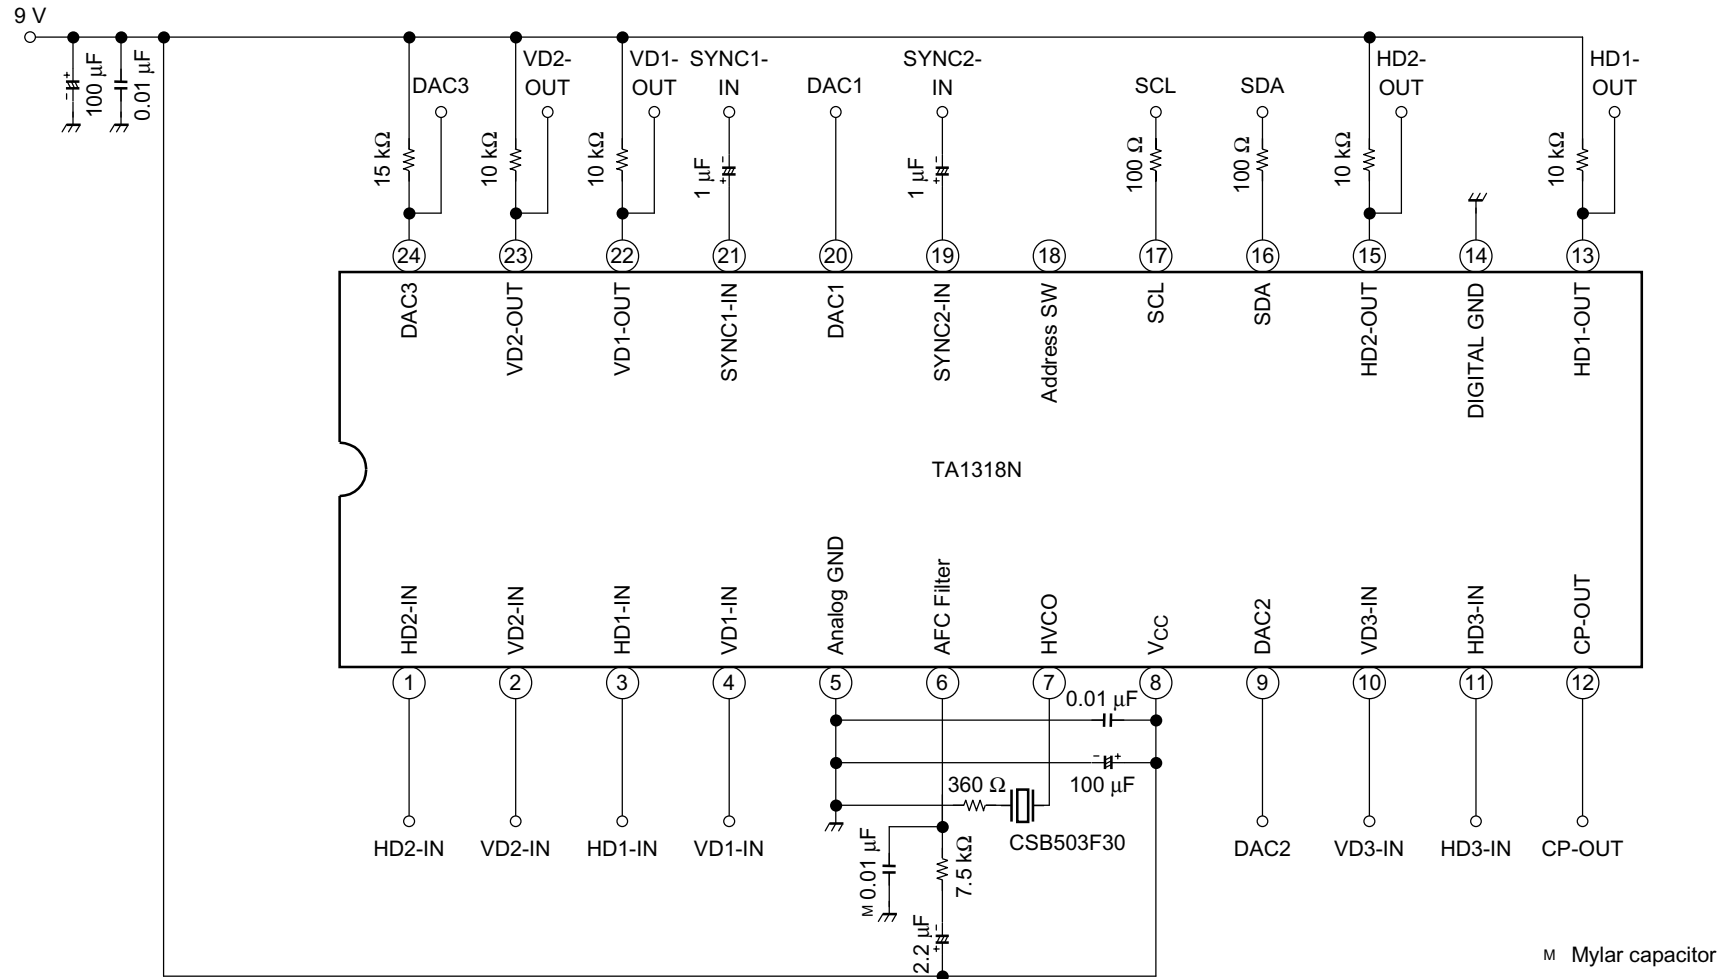 9 V
100 μF
0.01 μF
DAC3
VD2-
OUT
VD1-
OUT
SYNC1-
IN
DAC1
SYNC2-
IN
SCL
SDA
HD2-
OUT
HD1-
OUT
15 kΩ
10 kΩ
10 kΩ
1 μF
1 μF
100 Ω
100 Ω
10 kΩ
10 kΩ
- +
+ -
+ -
24
23
22
21
20
19
18
17
16
15
14
13
DAC3
VD2-OUT
VD1-OUT
SYNC1-IN
DAC1
SYNC2-IN
Address SW
SCL
SDA
HD2-OUT
DIGITAL GND
HD1-OUT
TA1318N
HD2-IN
VD2-IN
HD1-IN
VD1-IN
Analog GND
AFC Filter
HVCO
VCC
DAC2
VD3-IN
HD3-IN
CP-OUT
1
2
3
4
5
6
7
8
9
10
11
12
0.01 μF
- +
100 μF
360 Ω
CSB503F30
M 0.01 μF
7.5 kΩ
2.2 μF
+ -
HD2-IN
VD2-IN
HD1-IN
VD1-IN
DAC2
VD3-IN
HD3-IN
CP-OUT
M Mylar capacitor